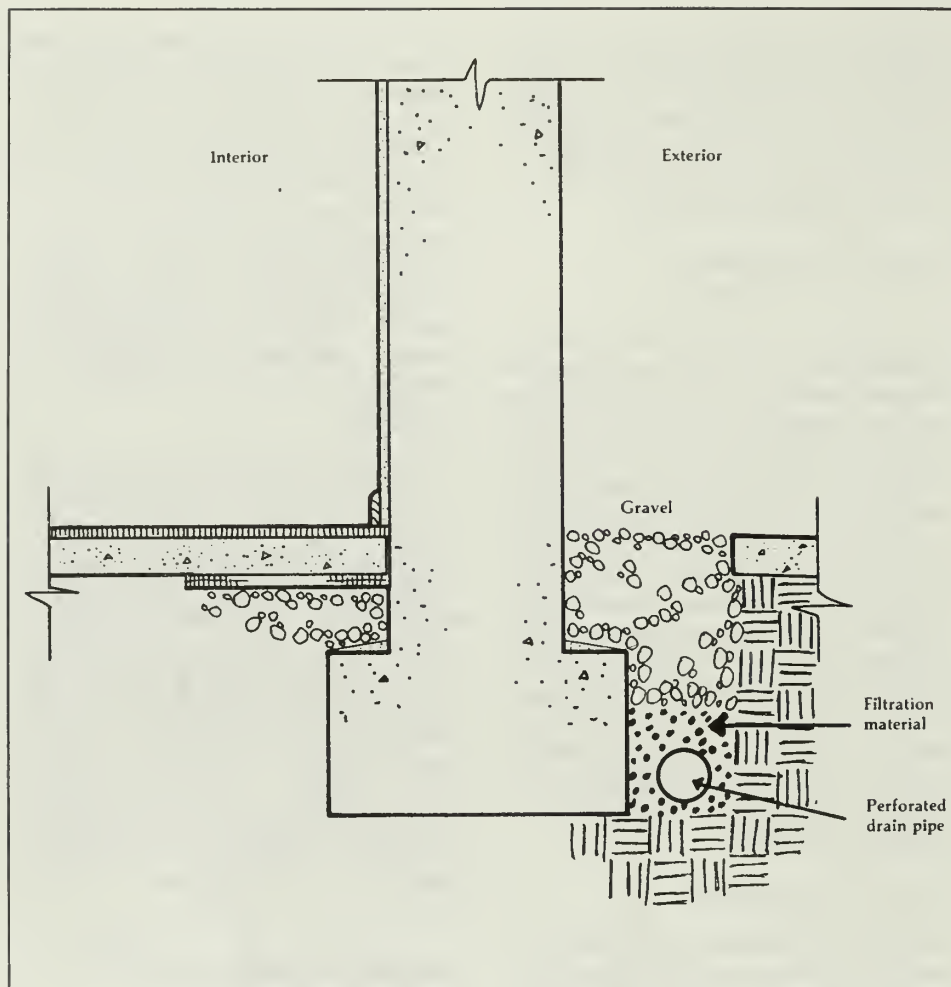 Interior
Exterior
Gravel
Filtration
material
Perforated
drain pipe